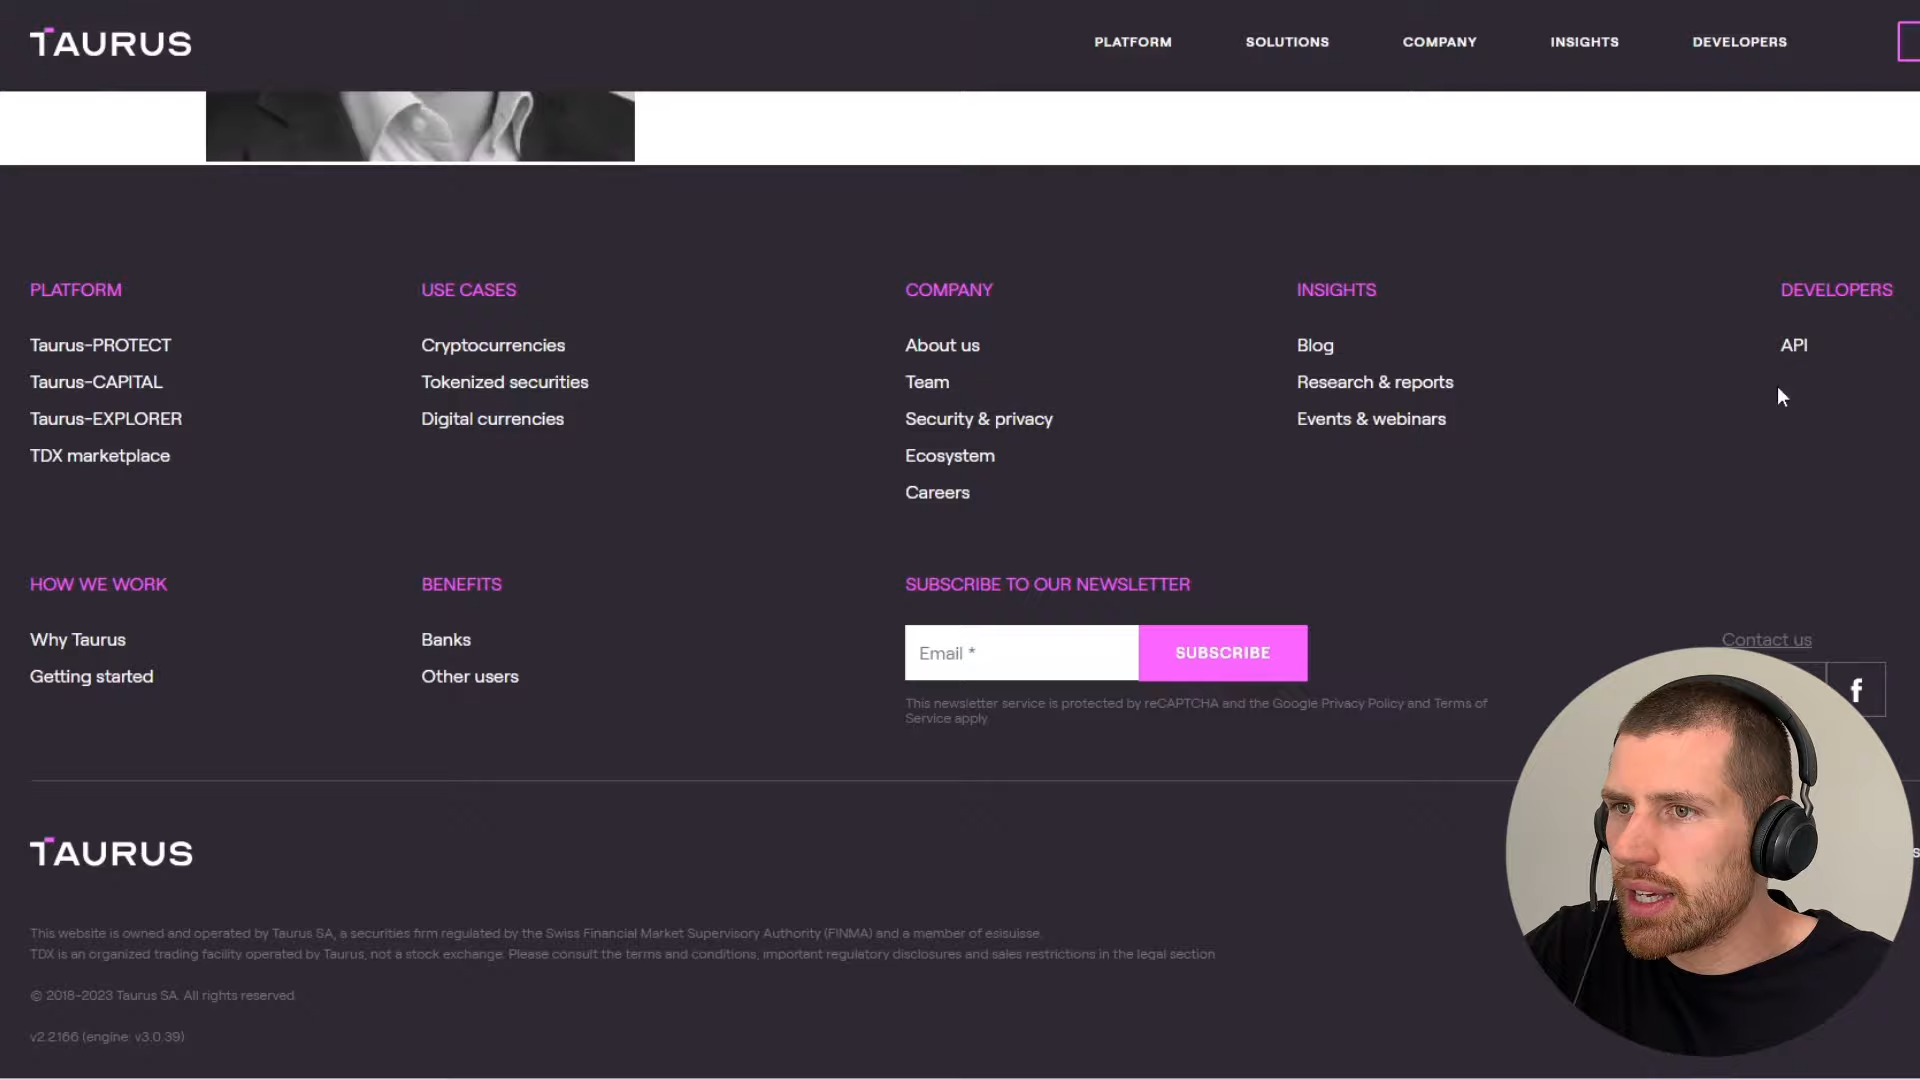 TAURUS
PLATFORM
SOLUTIONS
COMPANY
INSIGHTS
DEVELOPERS
PLATFORM
Taurus-PROTECT
Taurus-CAPITAL
Taurus-EXPLORER
TDX marketplace
USE CASES
Cryptocurrencies
Tokenized securities
Digital currencies
COMPANY
About us
Team
Security & privacy
Ecosystem
Careers
INSIGHTS
Blog
Research & reports
Events & webinars
DEVELOPERS
API
HOW WE WORK
Why Taurus
Getting started
BENEFITS
Banks
Other users
SUBSCRIBE TO OUR NEWSLETTER
Email *
SUBSCRIBE
This newsletter service is protected by reCAPTCHA and the Google Privacy Policy and Terms of
Service apply.
Contact us
f
TAURUS
This website is owned and operated by Taurus SA, a securities firm regulated by the Swiss Financial Market Supervisory Authority (FINMA) and a member of esisuisse.
TDX is an organized trading facility operated by Taurus, not a stock exchange. Please consult the terms and conditions, important regulatory disclosures and sales restrictions in the legal section
© 2018-2023 Taurus SA. All rights reserved.
v2.2.166 (engine: v3.0.39)